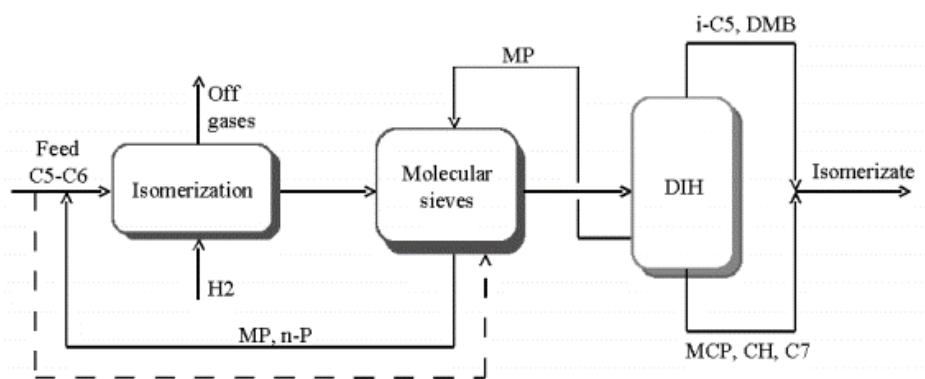 i-C5, DMB
MP
Off
gases
Feed
C5-C6
Isomerization
Molecular
sieves
DIH
Isomerizate
H2
MP, n-P
MCP, CH, C7